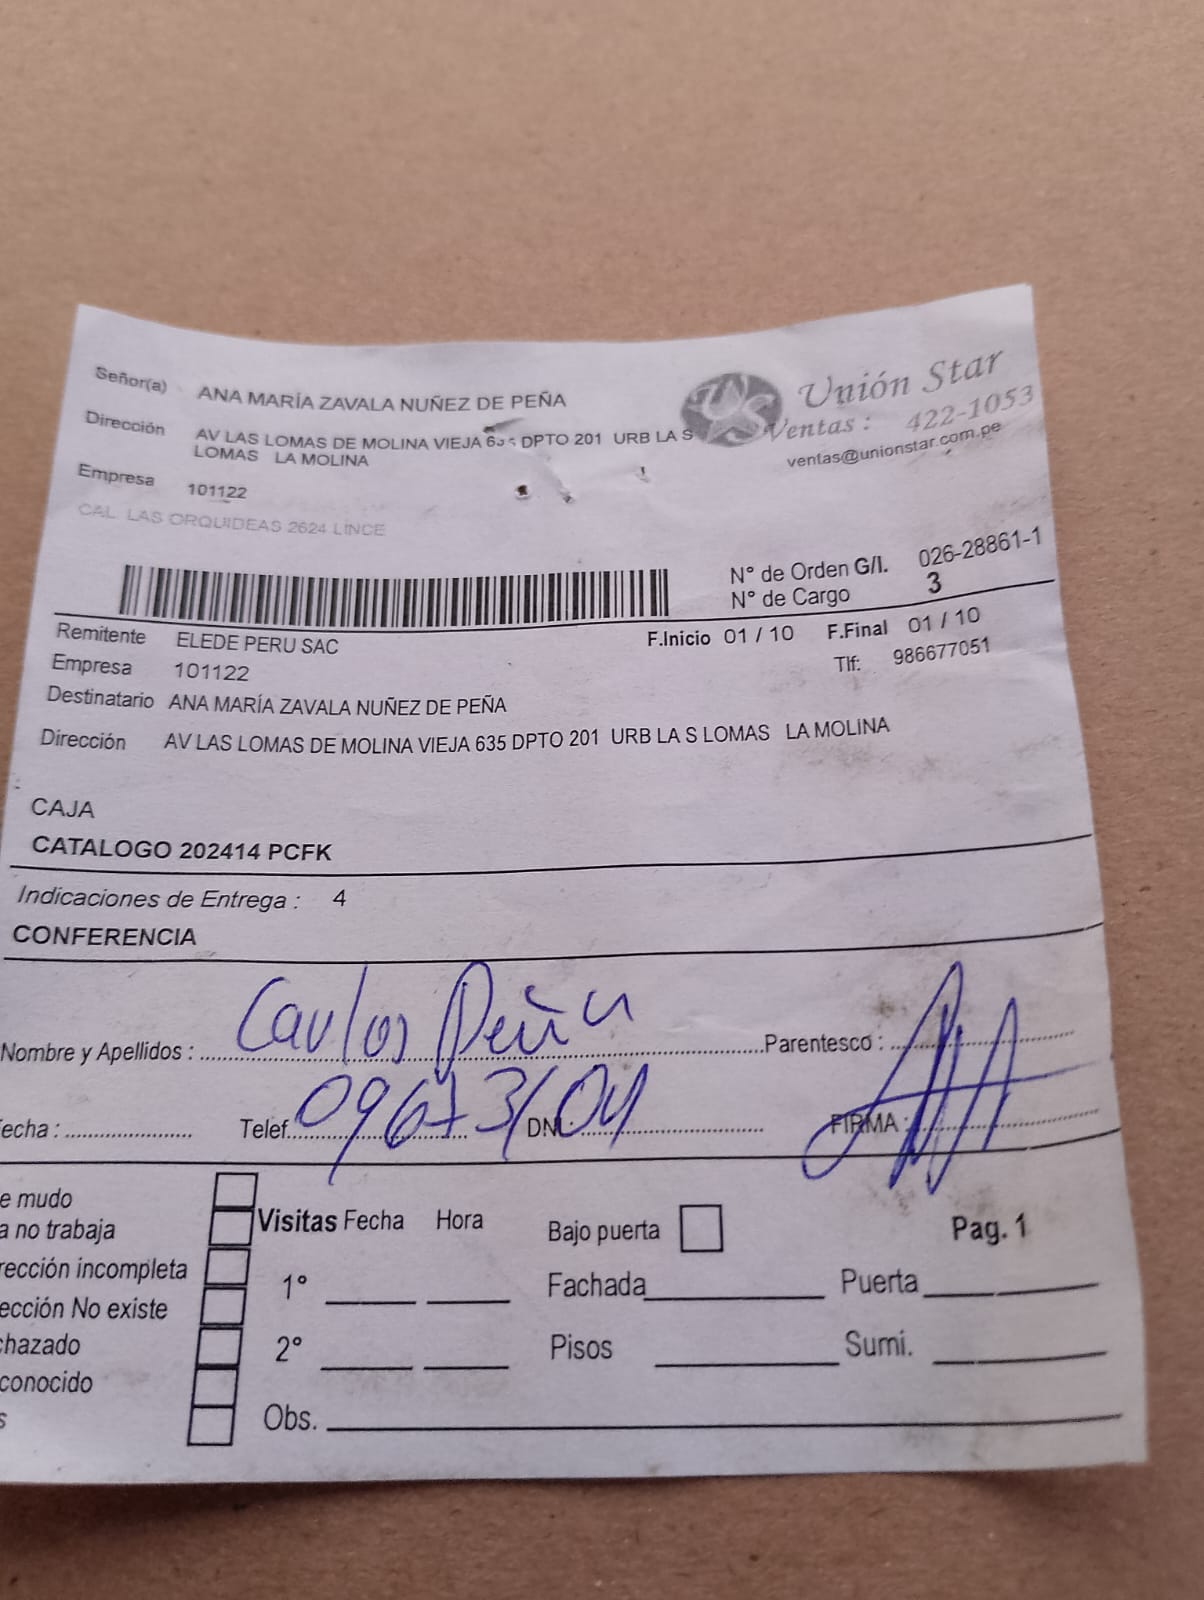 Señor(a) ANA MARÍA ZAVALA NUÑEZ DE PEÑA
Unión Star
Dirección AV LAS LOMAS DE MOLINA VIEJA DPTO 201 URB LA S
LOMAS LA MOLINA
Ventas : 422-1053
ventas@unionstar.com.pe
Empresa 101122
CAL. LAS ORQUIDEAS 2624 LINCE
N° de Orden G/I. 026-28861-1
N° de Cargo 3
Remitente ELEDE PERU SAC
F.Inicio 01 / 10 F.Final 01 / 10
Empresa 101122
Tlf: 986677051
Destinatario ANA MARÍA ZAVALA NUÑEZ DE PEÑA
Dirección AV LAS LOMAS DE MOLINA VIEJA 635 DPTO 201 URB LA S LOMAS LA MOLINA
CAJA
CATALOGO 202414 PCFK
Indicaciones de Entrega : 4
CONFERENCIA
Nombre y Apellidos : Carlos Peña Parentesco :
echa : Telef. DN FIRMA :
e mudo
a no trabaja
rección incompleta
ección No existe
chazado
conocido
s
Visitas Fecha Hora
Bajo puerta
Pag. 1
1° Fachada Puerta
2° Pisos Sumi.
Obs.